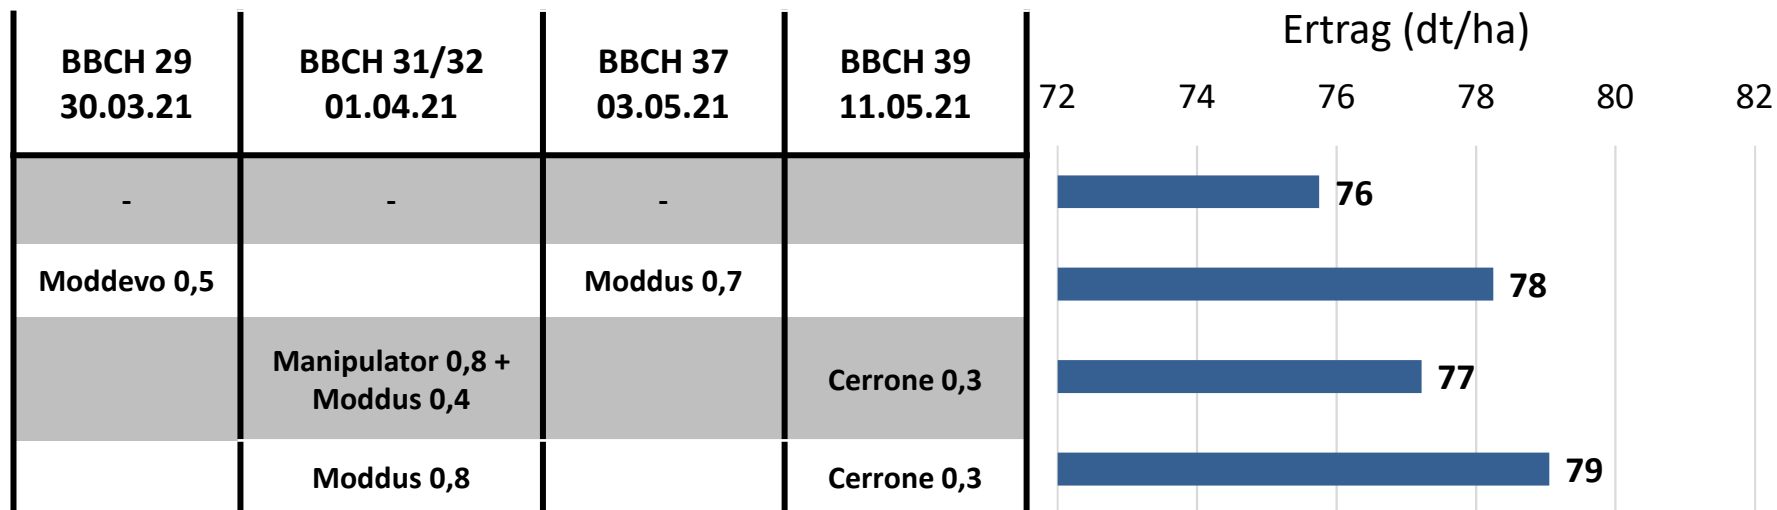 BBCH 29
30.03.21
BBCH 31/32
01.04.21
BBCH 37
03.05.21
BBCH 39
11.05.21
Ertrag (dt/ha)
72 74 76 78 80 82
- - - 76
Moddevo 0,5 Moddus 0,7 78
Manipulator 0,8 +
Moddus 0,4
Cerrone 0,3 77
Moddus 0,8 Cerrone 0,3 79